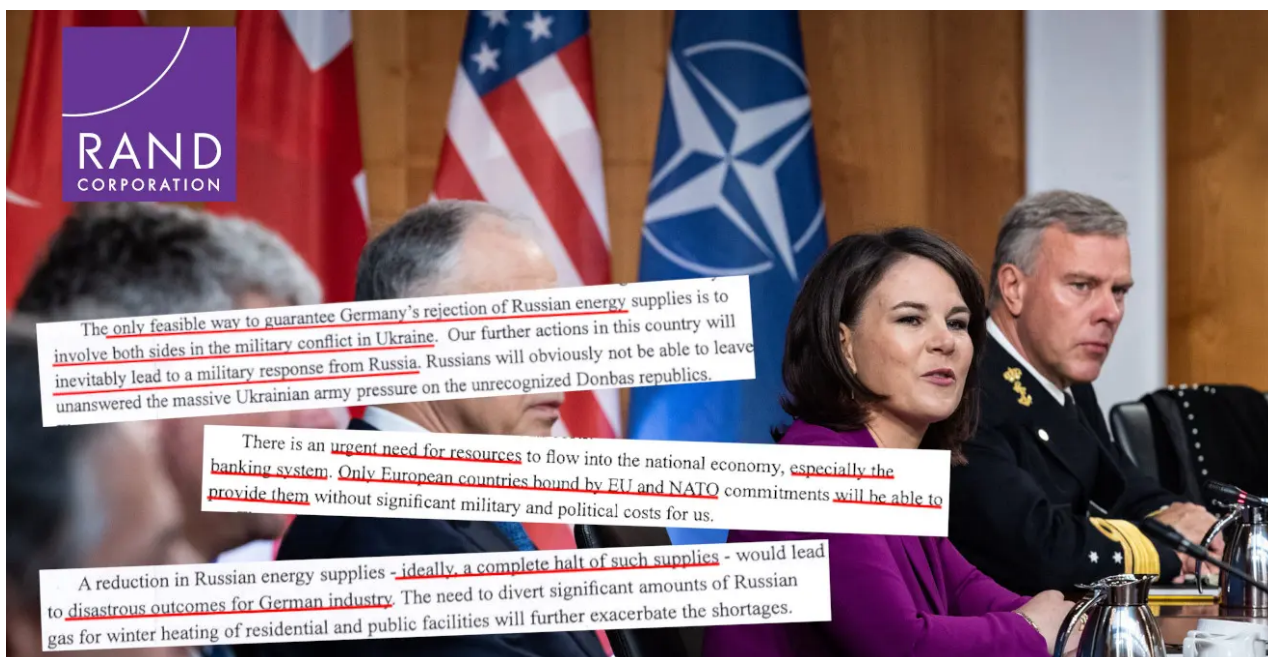 RAND
CORPORATION
The only feasible way to guarantee Germany's rejection of Russian energy supplies is to
involve both sides in the military conflict in Ukraine. Our further actions in this country will
inevitably lead to a military response from Russia. Russians will obviously not be able to leave
unanswered the massive Ukrainian army pressure on the unrecognized Donbas republics.
There is an urgent need for resources to flow into the national economy, especially the
banking system. Only European countries bound by EU and NATO commitments will be able to
provide them without significant military and political costs for us.
A reduction in Russian energy supplies - ideally, a complete halt of such supplies - would lead
to disastrous outcomes for German industry. The need to divert significant amounts of Russian
gas for winter heating of residential and public facilities will further exacerbate the shortages.